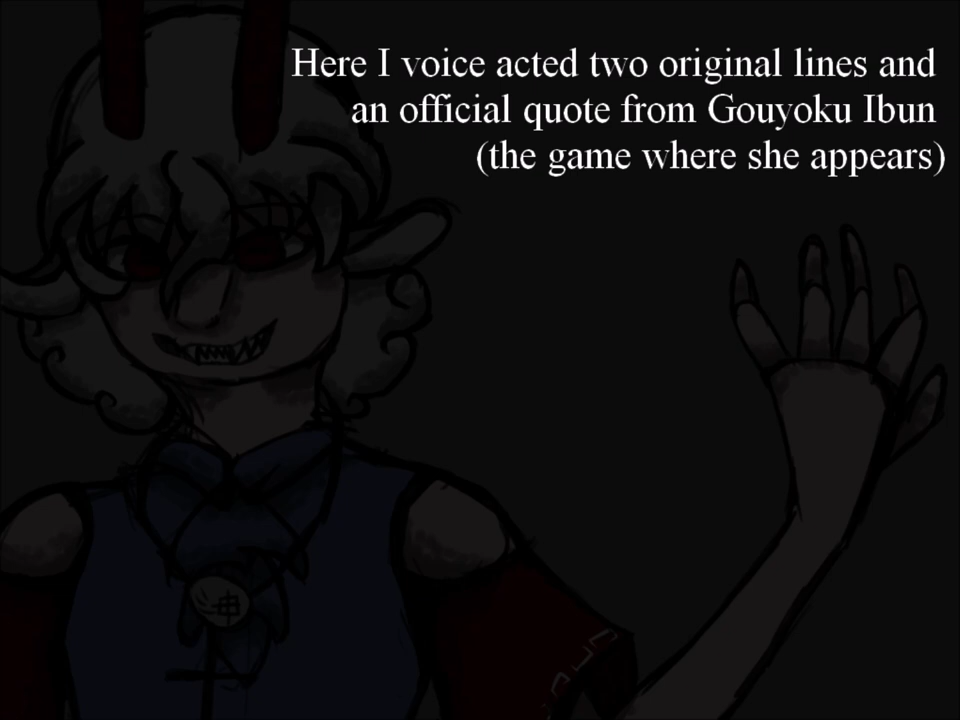 Here I voice acted two original lines and
an official quote from Gouyoku Ibun
(the game where she appears)